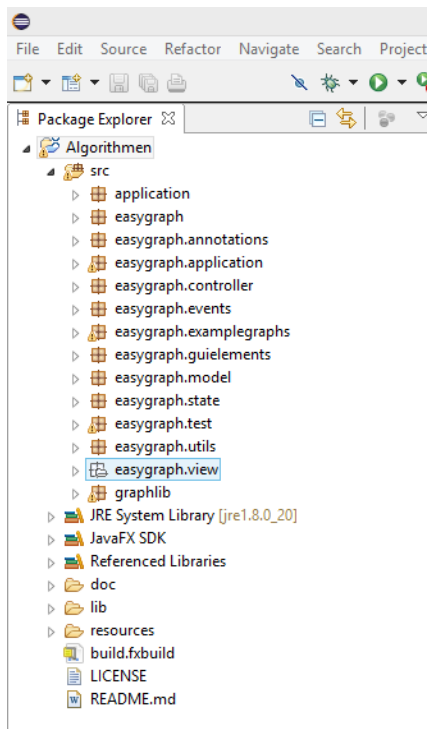 File Edit Source Refactor Navigate Search Project
Package Explorer
Algorithmen
src
application
easygraph
easygraph.annotations
easygraph.application
easygraph.controller
easygraph.events
easygraph.examplegraphs
easygraph.guielements
easygraph.model
easygraph.state
easygraph.test
easygraph.utils
easygraph.view
graphlib
JRE System Library [jre1.8.0_20]
JavaFX SDK
Referenced Libraries
doc
lib
resources
build.fxbuild
LICENSE
README.md